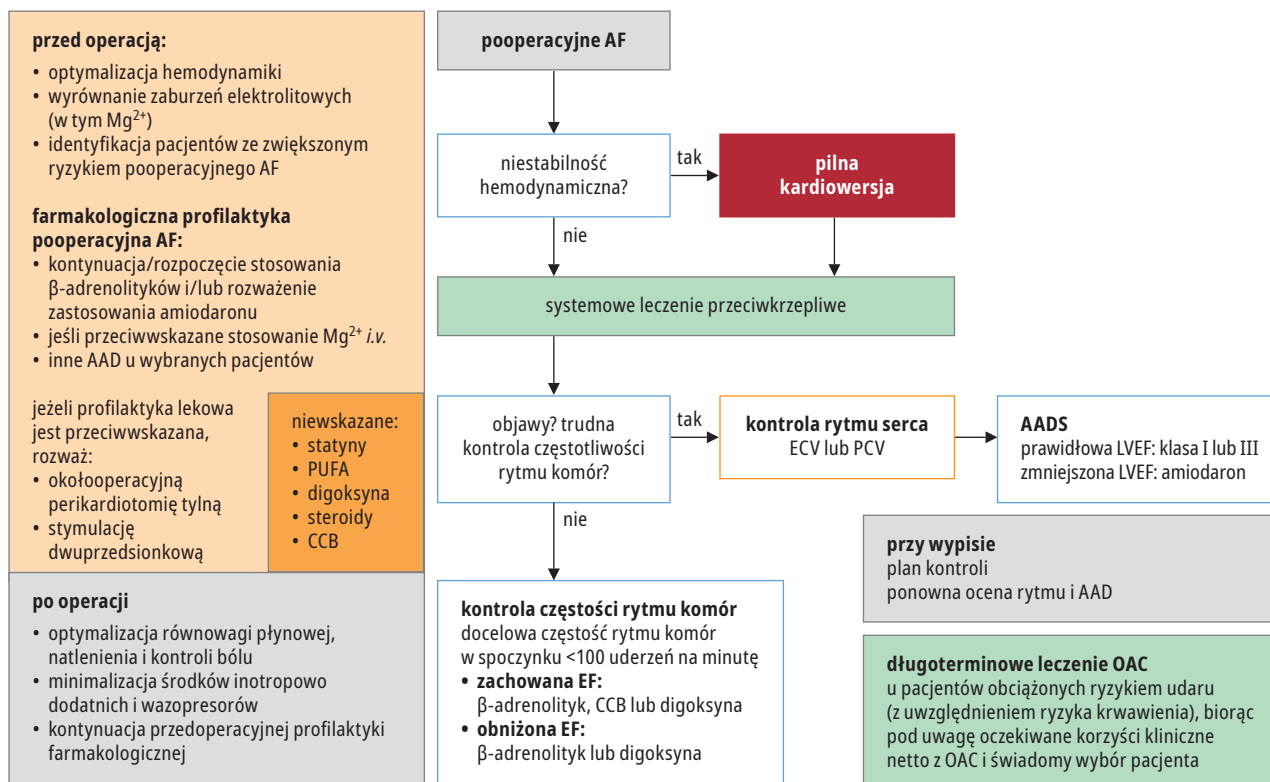 przed operacją:
• optymalizacja hemodynamiki
• wyrównanie zaburzeń elektrolitowych
(w tym Mg²⁺)
• identyfikacja pacjentów ze zwiększonym
ryzykiem pooperacyjnego AF
farmakologiczna profilaktyka
pooperacyjna AF:
• kontynuacja/rozpoczęcie stosowania
β-adrenolityków i/lub rozważenie
zastosowania amiodaronu
• jeśli przeciwwskazane stosowanie Mg²⁺ i.v.
• inne AAD u wybranych pacjentów
jeżeli profilaktyka lekowa
jest przeciwwskazana,
rozważ:
• okołooperacyjną
perikardiotomię tylną
• stymulację
dwuprzedsionkową
niewskazane:
• statyny
• PUFA
• digoksyna
• steroidy
• CCB
po operacji
• optymalizacja równowagi płynowej,
natlenienia i kontroli bólu
• minimalizacja środków inotropowo
dodatnich i wazopresorów
• kontynuacja przedoperacyjnej profilaktyki
farmakologicznej
pooperacyjne AF
niestabilność
hemodynamiczna?
tak
pilna
kardiowersja
nie
systemowe leczenie przeciwkrzepliwe
objawy? trudna
kontrola częstotliwości
rytmu komór?
tak
kontrola rytmu serca
ECV lub PCV
AADS
prawidłowa LVEF: klasa I lub III
zmniejszona LVEF: amiodaron
nie
kontrola częstości rytmu komór
docelowa częstość rytmu komór
w spoczynku <100 uderzeń na minutę
• zachowana EF:
β-adrenolityk, CCB lub digoksyna
• obniżona EF:
β-adrenolityk lub digoksyna
przy wypisie
plan kontroli
ponowna ocena rytmu i AAD
długoterminowe leczenie OAC
u pacjentów obciążonych ryzykiem udaru
(z uwzględnieniem ryzyka krwawienia), biorąc
pod uwagę oczekiwane korzyści kliniczne
netto z OAC i świadomy wybór pacjenta